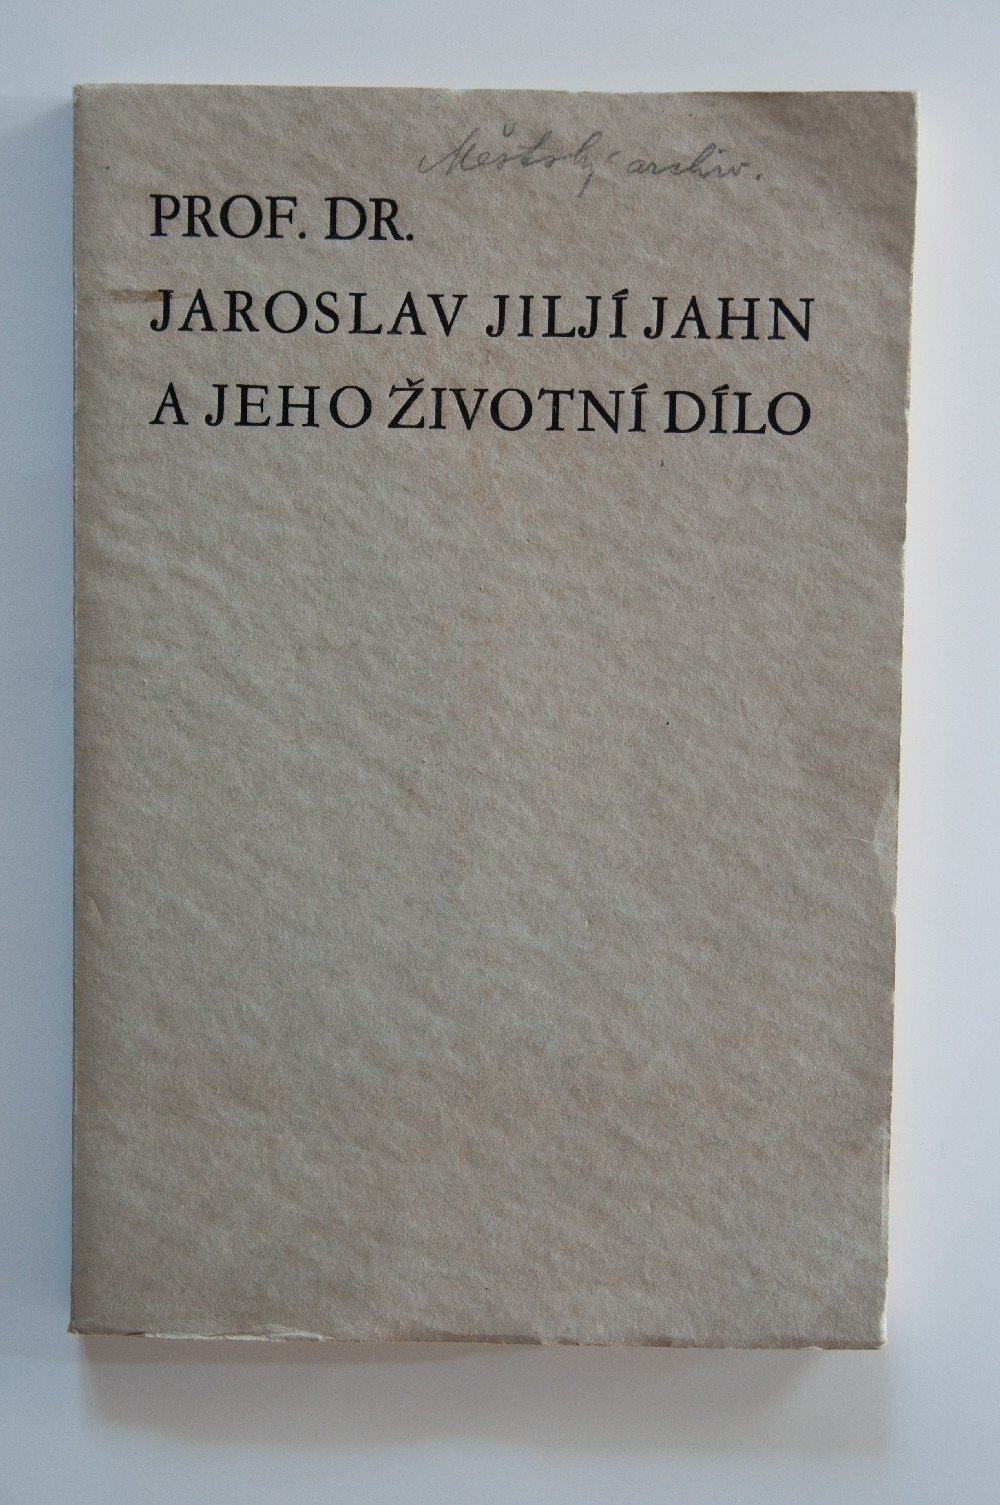 Městský archiv.
PROF. DR.
JAROSLAV JILJÍ JAHN
A JEHO ŽIVOTNÍ DÍLO